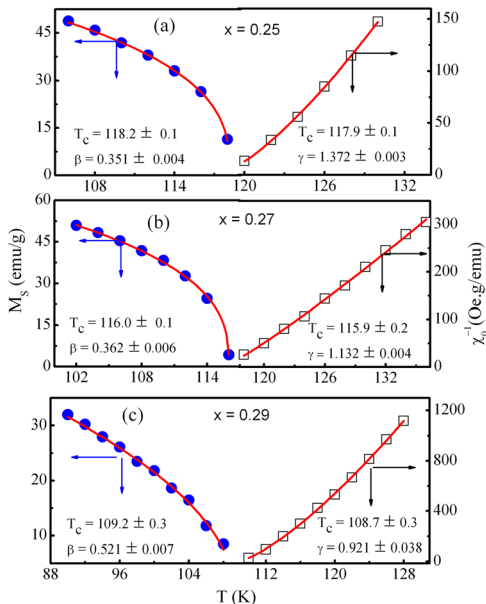 (a)
x = 0.25
45
30
15
150
100
50
0
T_c = 118.2 ± 0.1
β = 0.351 ± 0.004
T_c = 117.9 ± 0.1
γ = 1.372 ± 0.003
108 114 120 124 128 132
(b)
x = 0.27
60
45
30
15
0
300
200
100
0
M_S (emu/g)
χ_o^-1(Oe.g/emu)
T_c = 116.0 ± 0.1
β = 0.362 ± 0.006
T_c = 115.9 ± 0.2
γ = 1.132 ± 0.004
102 108 114 120 126 132
(c)
x = 0.29
30
20
10
1200
800
400
0
T_c = 109.2 ± 0.3
β = 0.521 ± 0.007
T_c = 108.7 ± 0.3
γ = 0.921 ± 0.038
88 96 104 112 120 128
T (K)